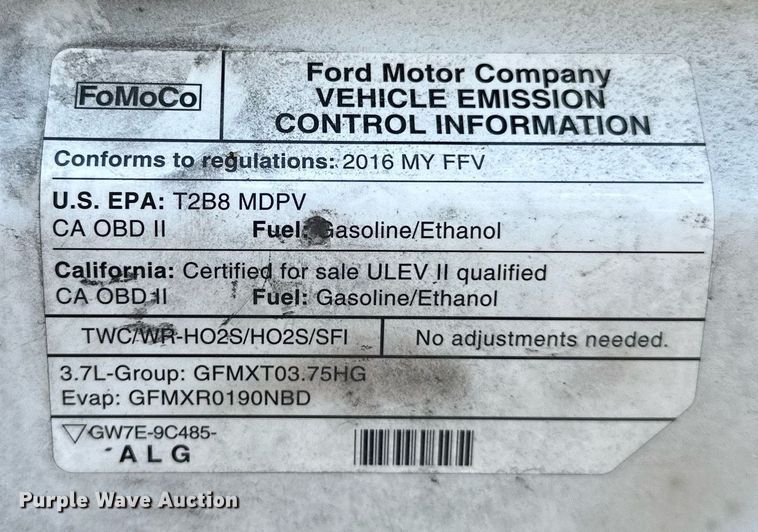 FoMoCo
Ford Motor Company
VEHICLE EMISSION
CONTROL INFORMATION
Conforms to regulations: 2016 MY FFV
U.S. EPA: T2B8 MDPV
CA OBD II Fuel: Gasoline/Ethanol
California: Certified for sale ULEV II qualified
CA OBD II Fuel: Gasoline/Ethanol
TWC/WR-HO2S/HO2S/SFI No adjustments needed.
3.7L-Group: GFMXT03.75HG
Evap: GFMXR0190NBD
GW7E-9C485-
ALG
Purple Wave Auction